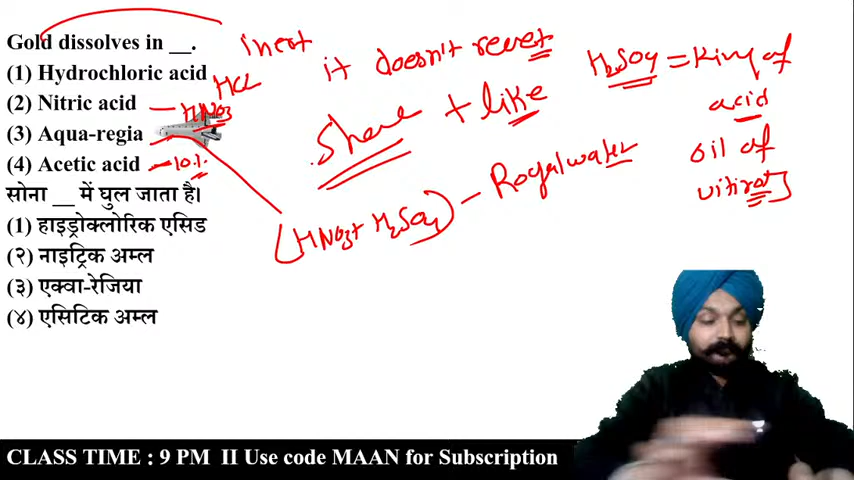 Gold dissolves in __.
(1) Hydrochloric acid
HCl
(2) Nitric acid – HNO3
(3) Aqua-regia
(4) Acetic acid – 10%
सोना __ में घुल जाता है।
(1) हाइड्रोक्लोरिक एसिड
(२) नाइट्रिक अम्ल
(३) एक्वा-रेजिया
(४) एसिटिक अम्ल
inert
it doesn't
Share + like
(HNO3 + H2SO4) – Royal water
H2SO4 = King of
acid
oil of
CLASS TIME : 9 PM II Use code MAAN for Subscription